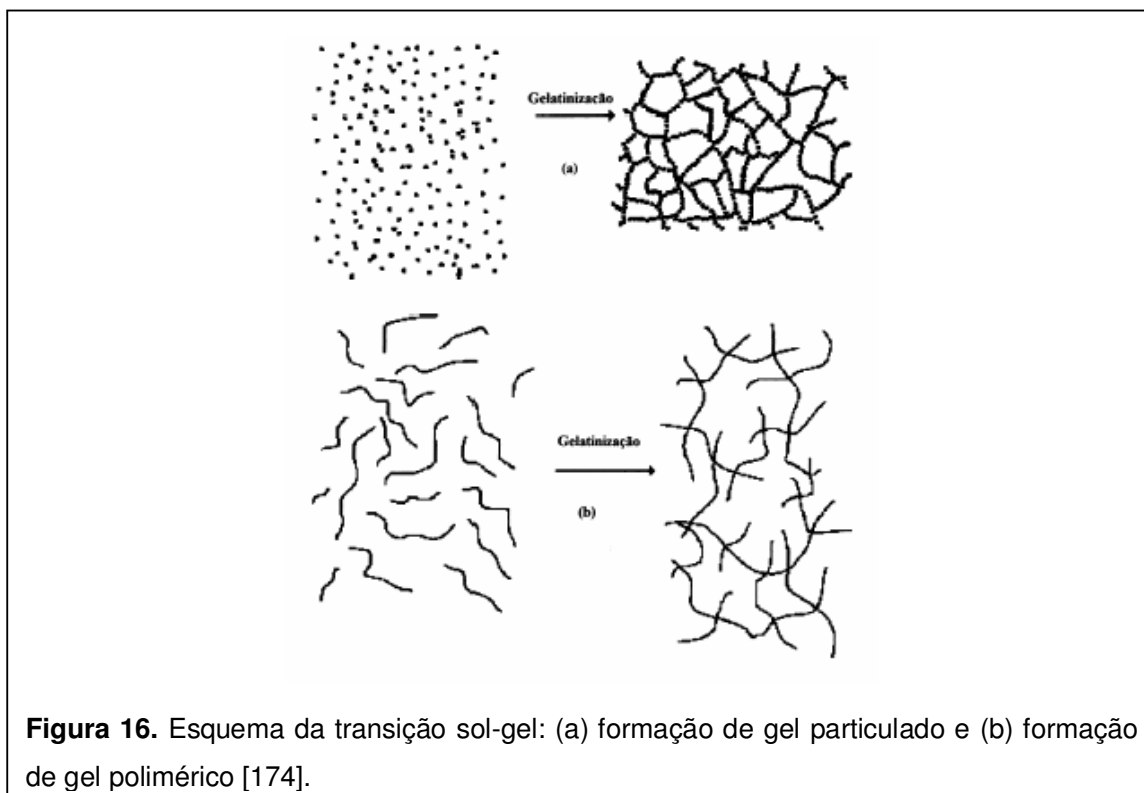 Gelatinização
(a)
Gelatinização
(b)
Figura 16. Esquema da transição sol-gel: (a) formação de gel particulado e (b) formação
de gel polimérico [174].